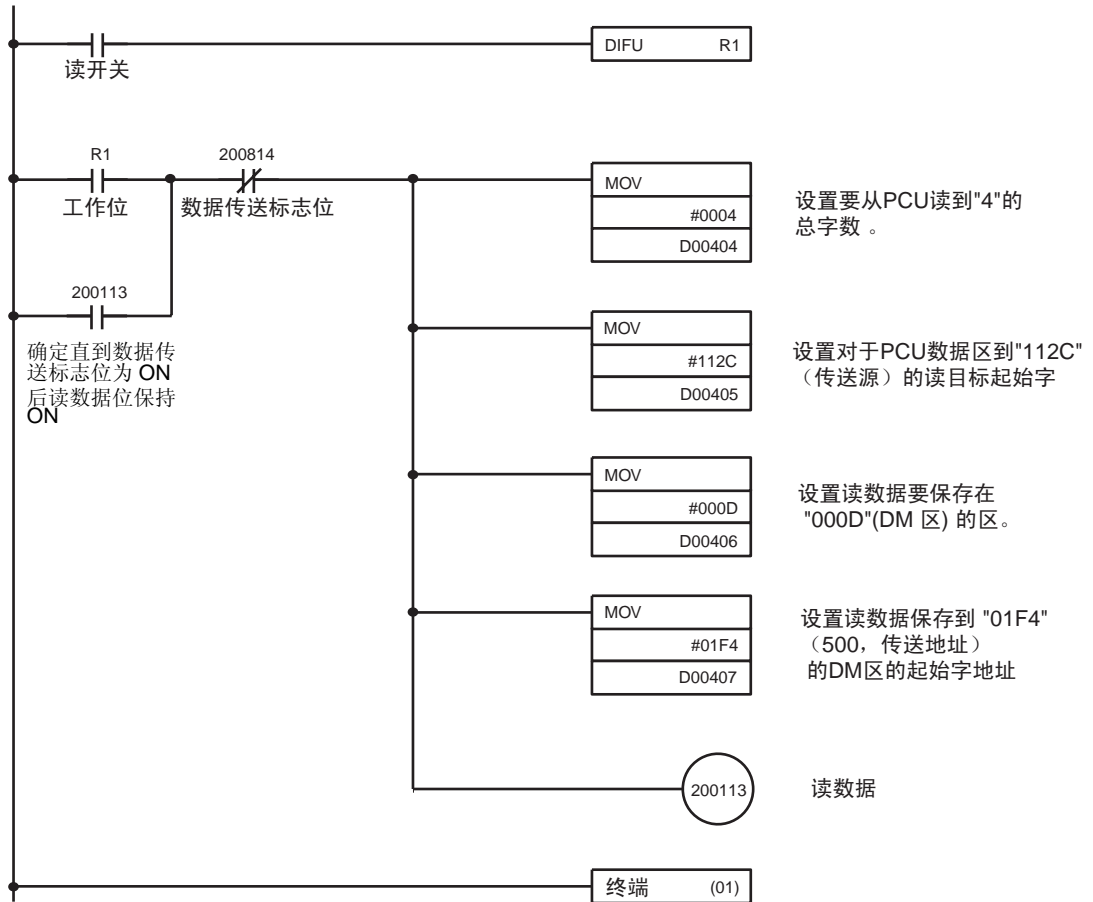 DIFU R1
读开关
R1 200814
工作位 数据传送标志位
MOV
#0004
D00404
设置要从PCU读到"4"的
总字数 。
200113
确定直到数据传
送标志位为 ON
后读数据位保持
ON
MOV
#112C
D00405
设置对于PCU数据区到"112C"
（传送源）的读目标起始字
MOV
#000D
D00406
设置读数据要保存在
"000D"(DM 区) 的区。
MOV
#01F4
D00407
设置读数据保存到 "01F4"
（500，传送地址）
的DM区的起始字地址
200113 读数据
终端 (01)